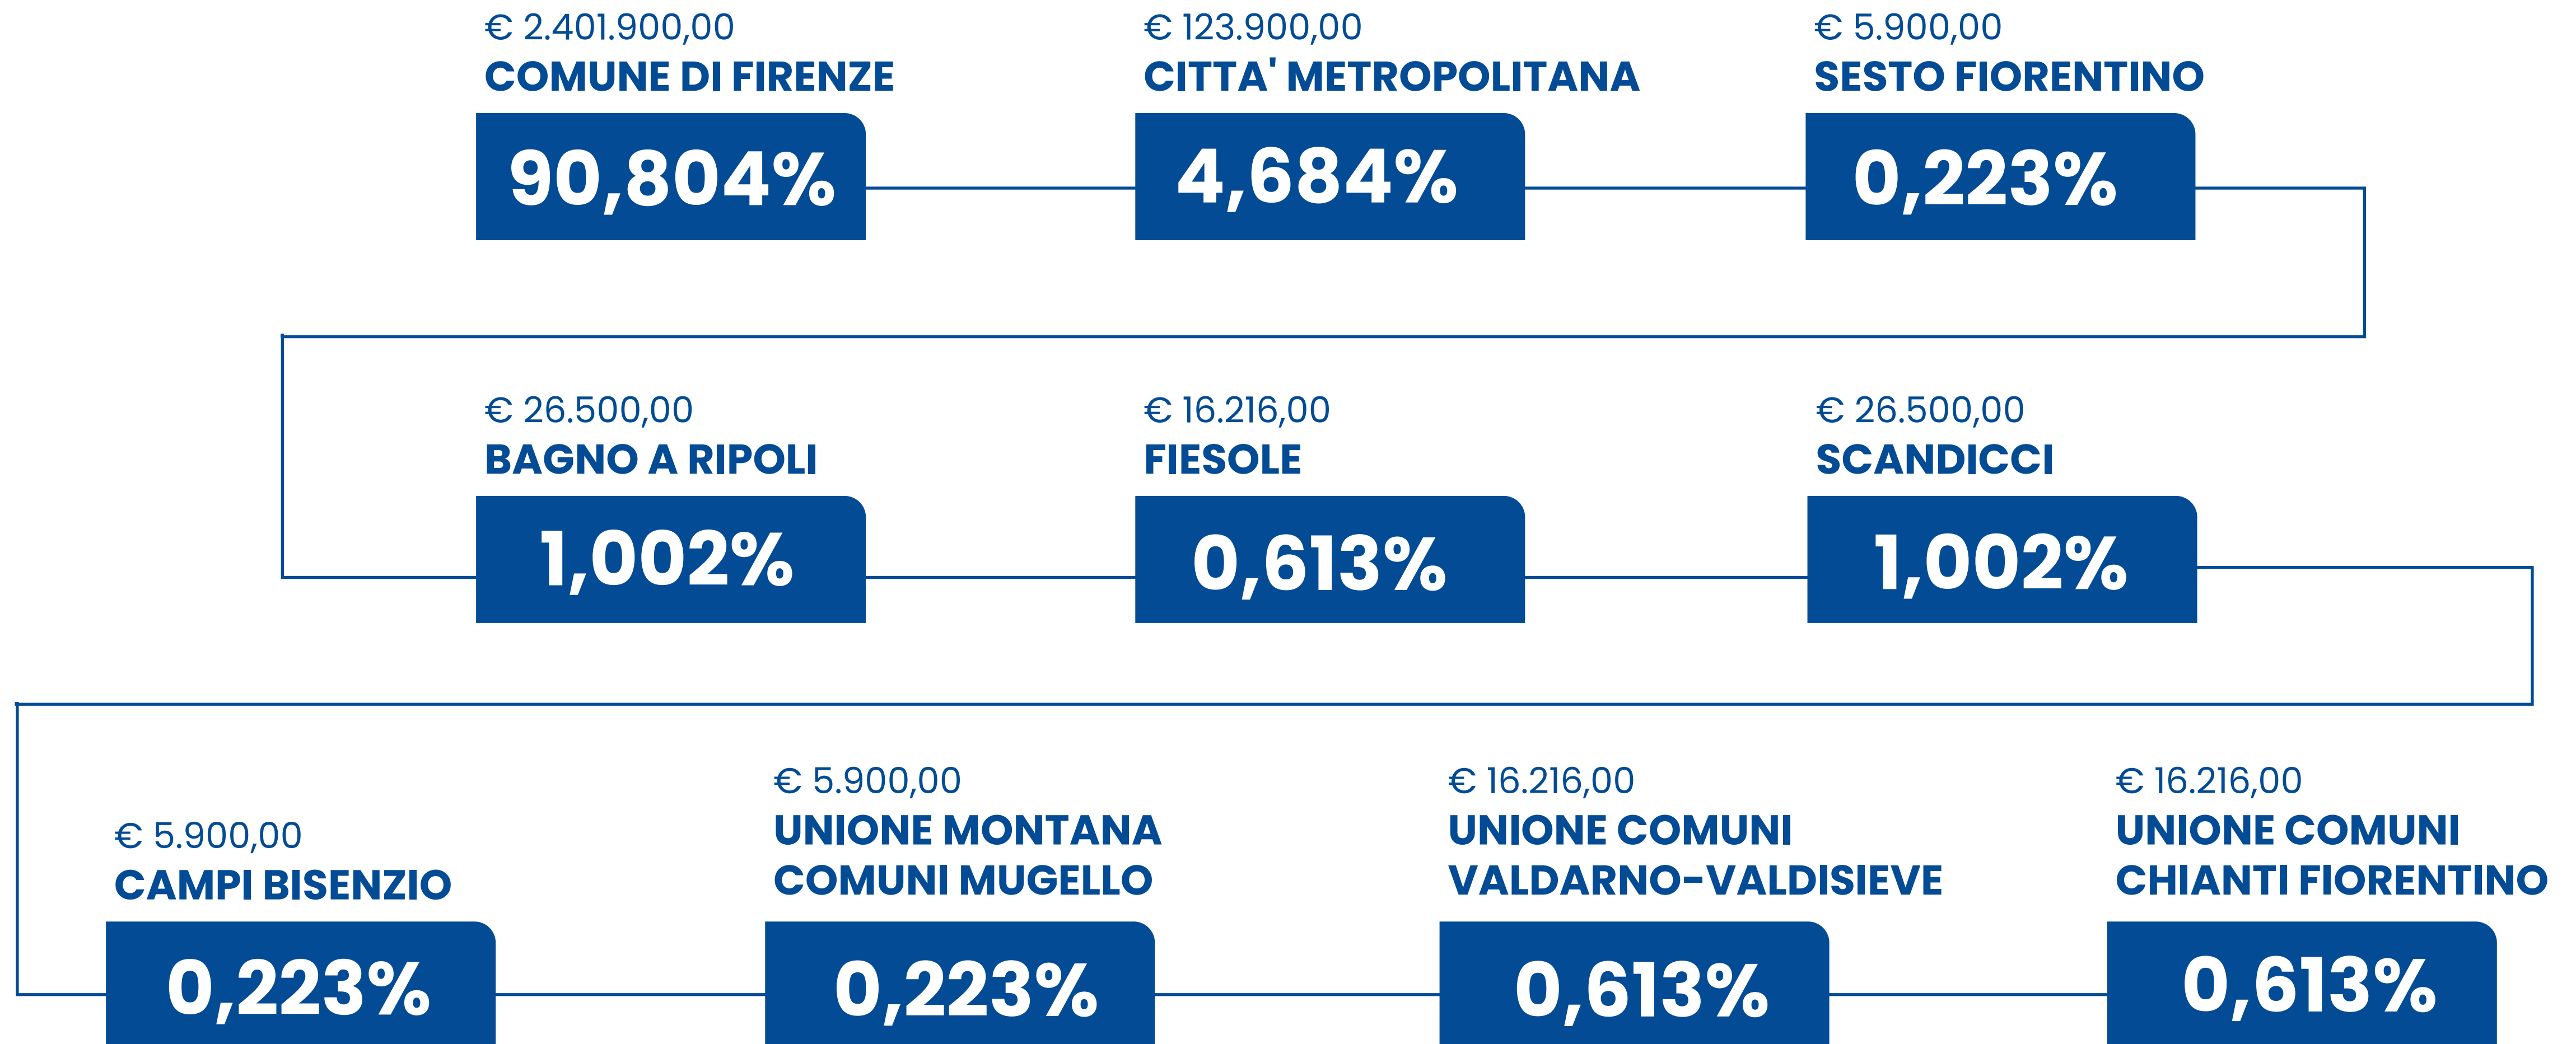 € 2.401.900,00
COMUNE DI FIRENZE
90,804%
€ 123.900,00
CITTA' METROPOLITANA
4,684%
€ 5.900,00
SESTO FIORENTINO
0,223%
€ 26.500,00
BAGNO A RIPOLI
1,002%
€ 16.216,00
FIESOLE
0,613%
€ 26.500,00
SCANDICCI
1,002%
€ 5.900,00
CAMPI BISENZIO
0,223%
€ 5.900,00
UNIONE MONTANA
COMUNI MUGELLO
0,223%
€ 16.216,00
UNIONE COMUNI
VALDARNO-VALDISIEVE
0,613%
€ 16.216,00
UNIONE COMUNI
CHIANTI FIORENTINO
0,613%